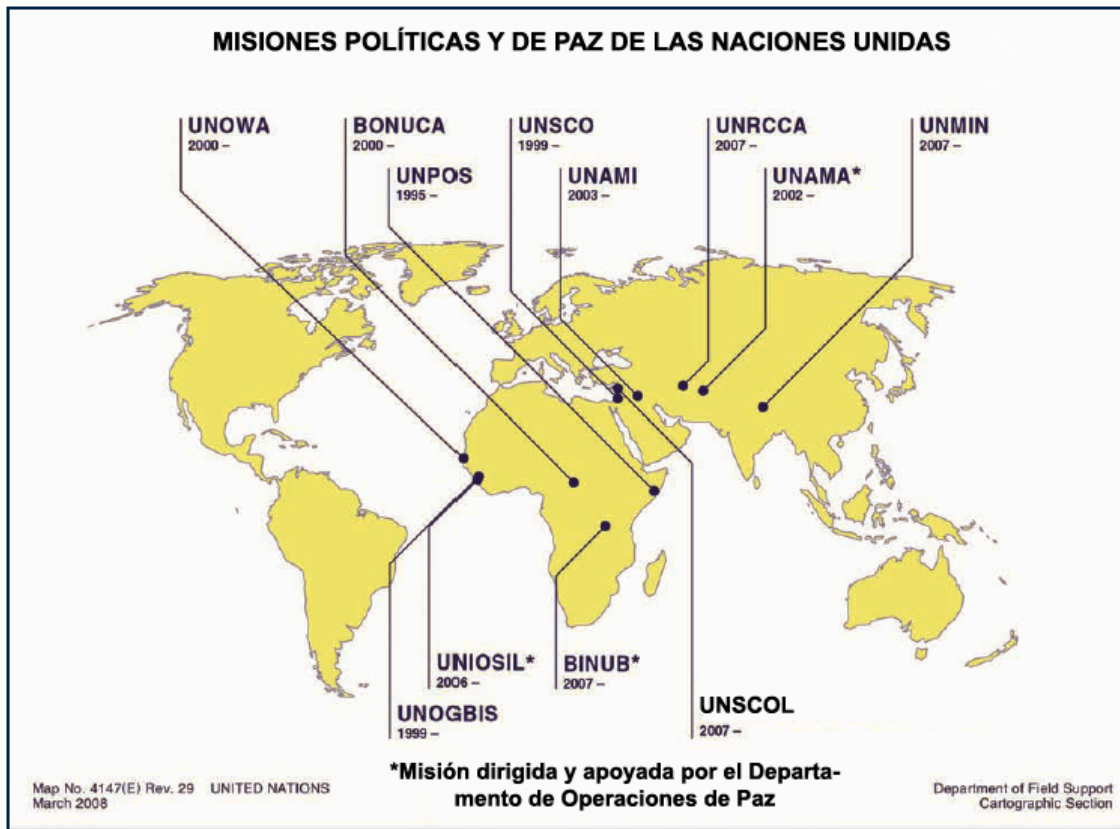 MISIONES POLÍTICAS Y DE PAZ DE LAS NACIONES UNIDAS
UNOWA
2000 –
BONUCA
2000 –
UNSCO
1999 –
UNRCCA
2007 –
UNMIN
2007 –
UNPOS
1995–
UNAMI
2003 –
UNAMA*
2002 –
UNIOSIL*
2006 –
BINUB*
2007 –
UNOGBIS
1999 –
UNSCOL
2007 –
*Misión dirigida y apoyada por el Departa-
mento de Operaciones de Paz
Map No. 4147(E) Rev. 29 UNITED NATIONS
March 2008
Department of Field Support
Cartographic Section